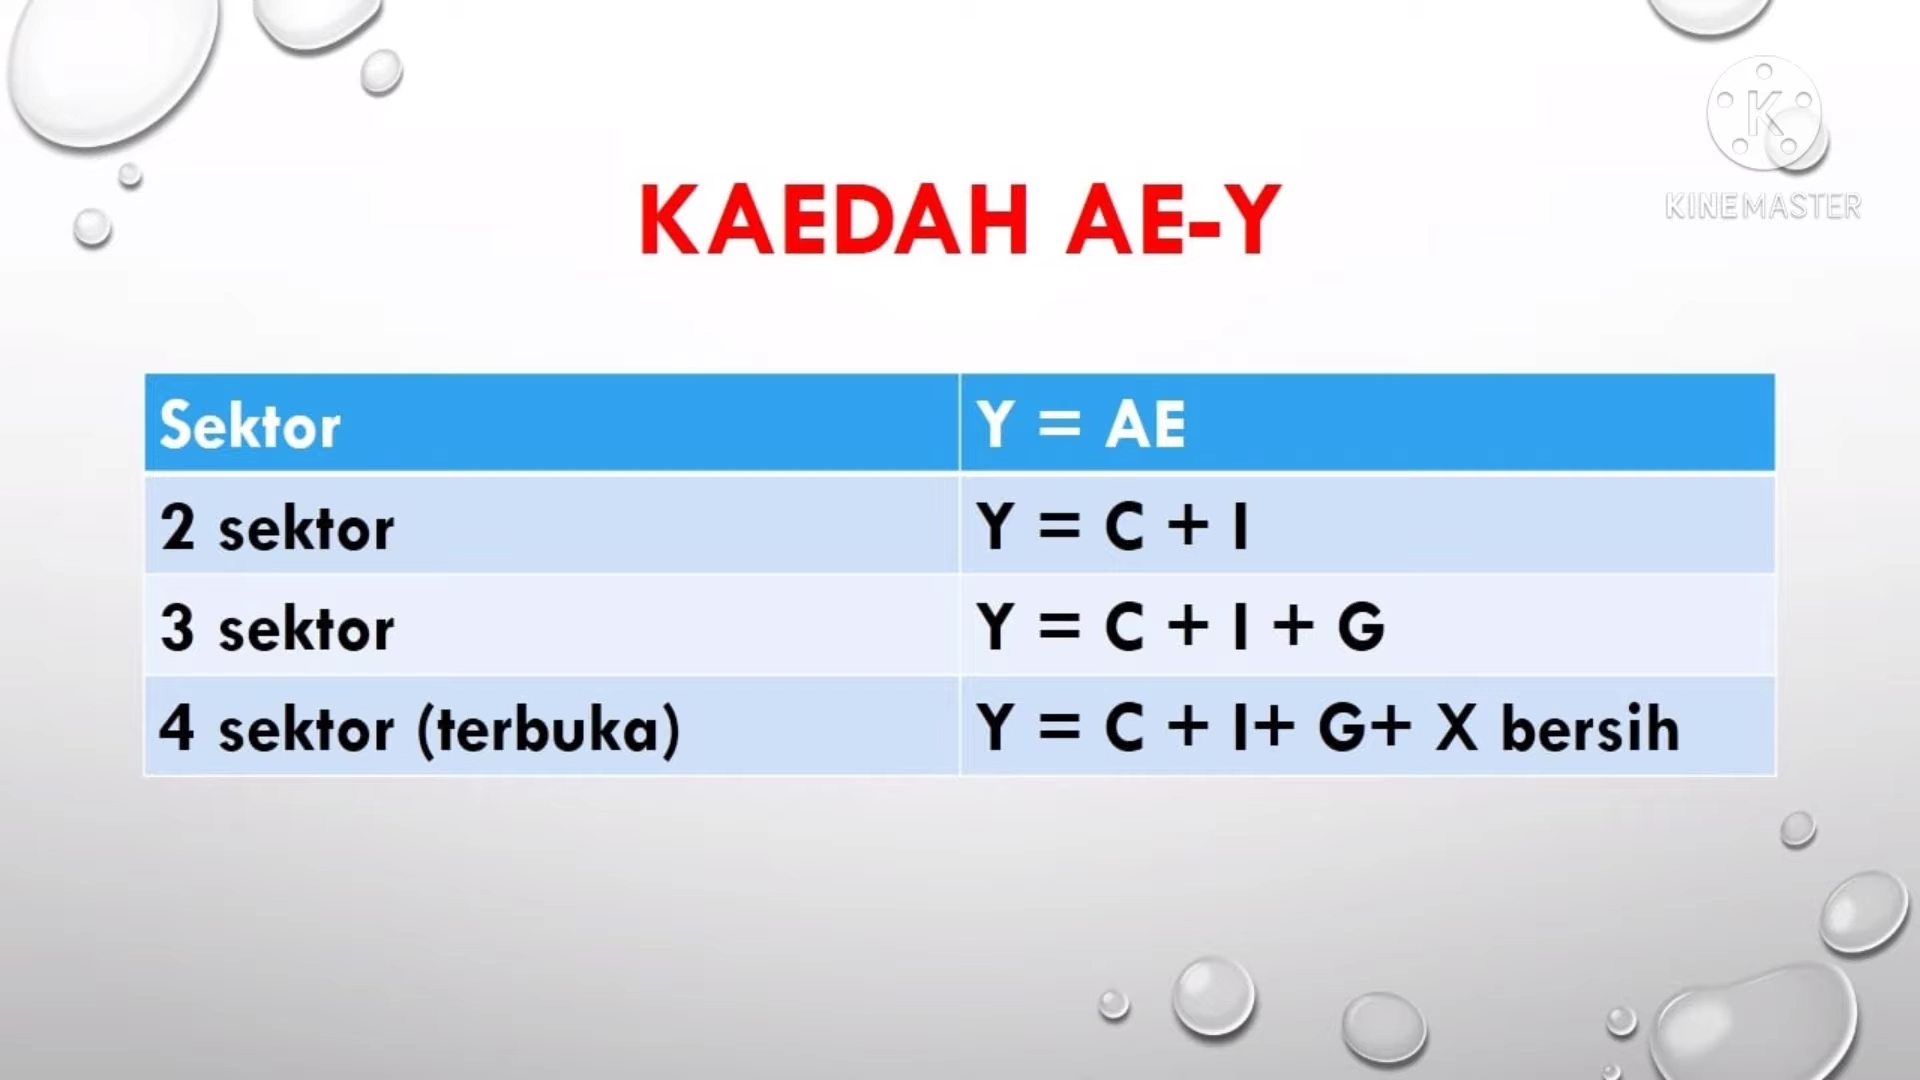 K
KINEMASTER
KAEDAH AE-Y
Sektor
Y = AE
2 sektor
Y = C + I
3 sektor
Y = C + I + G
4 sektor (terbuka)
Y = C + I+ G+ X bersih